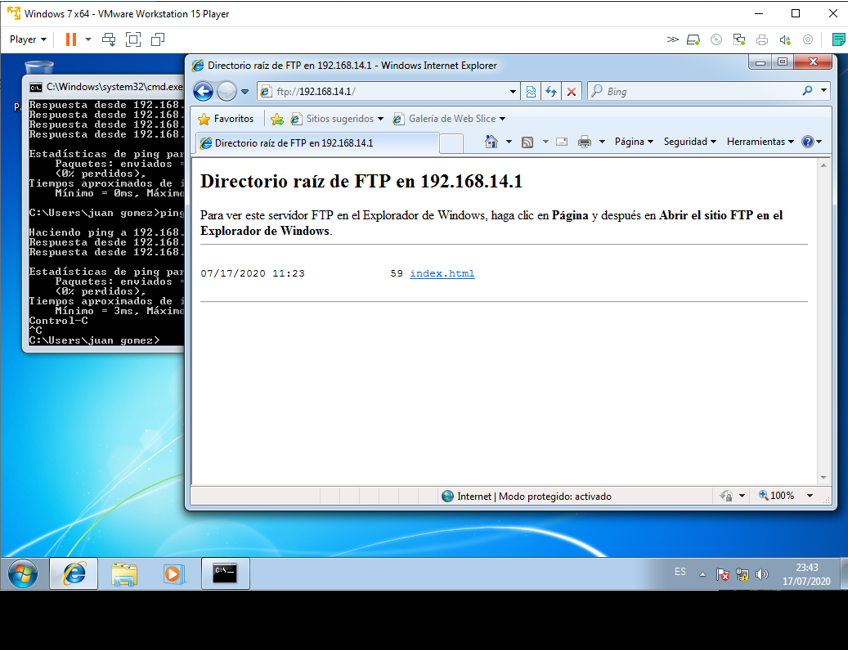 Windows 7 x64 - VMware Workstation 15 Player
Player
Directorio raíz de FTP en 192.168.14.1 - Windows Internet Explorer
ftp://192.168.14.1/
Bing
Favoritos
Sitios sugeridos
Galería de Web Slice
Directorio raíz de FTP en 192.168.14.1
Página
Seguridad
Herramientas
Directorio raíz de FTP en 192.168.14.1
Para ver este servidor FTP en el Explorador de Windows, haga clic en Página y después en Abrir el sitio FTP en el
Explorador de Windows.
07/17/2020 11:23 59 index.html
Internet | Modo protegido: activado
100%
C:\Windows\system32\cmd.exe
Respuesta desde 192.168.
Respuesta desde 192.168.
Respuesta desde 192.168.
Respuesta desde 192.168.
Estadísticas de ping par
Paquetes: enviados =
(0% perdidos),
Tiempos aproximados de i
Mínimo = 0ms, Máximo
C:\Users\juan gomez>ping
Haciendo ping a 192.168.
Respuesta desde 192.168.
Respuesta desde 192.168.
Estadísticas de ping par
Paquetes: enviados =
(0% perdidos),
Tiempos aproximados de i
Mínimo = 3ms, Máximo
Control-C
^C
C:\Users\juan gomez>
ES
23:43
17/07/2020